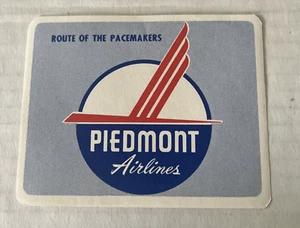 ROUTE OF THE PACEMAKERS
PIEDMONT
Airlines